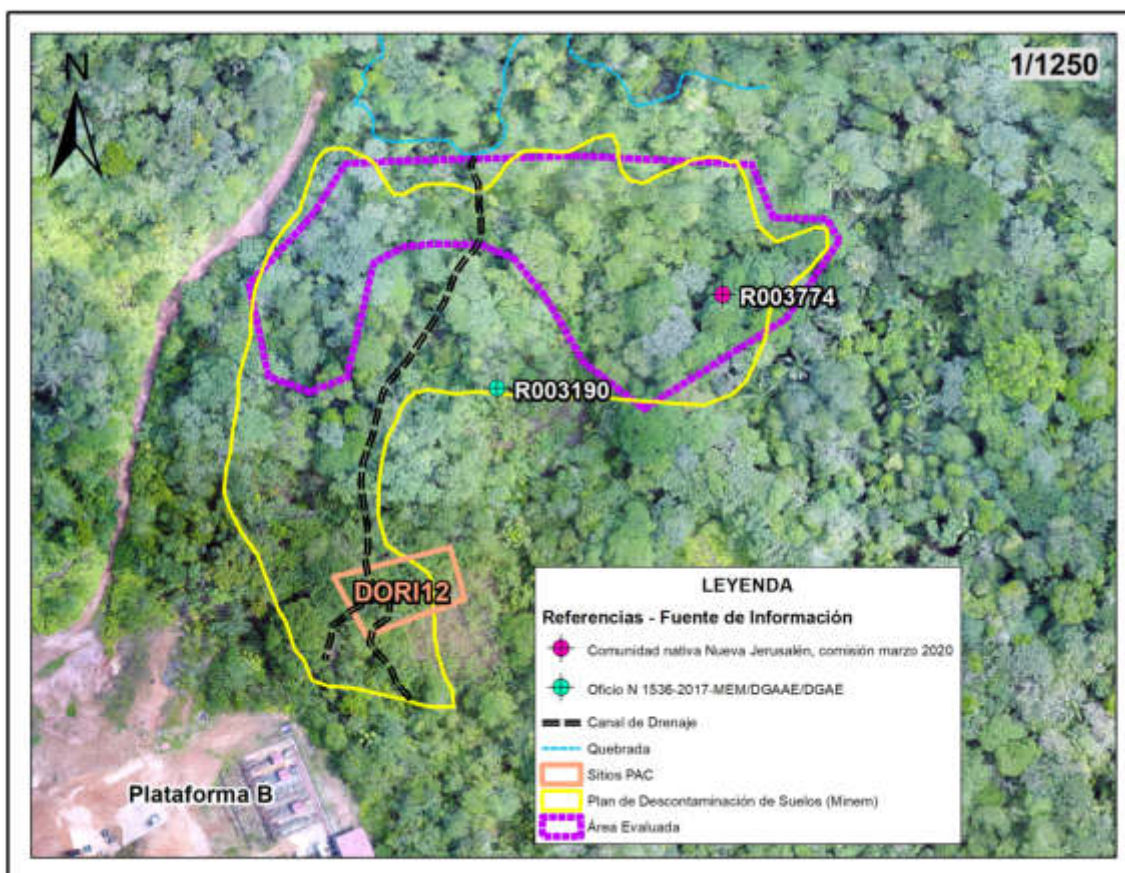 N
1/1250
R003774
R003190
DORI12
Plataforma B
LEYENDA
Referencias - Fuente de Información
Comunidad nativa Nueva Jerusalén, comisión marzo 2020
Oficio N 1536-2017-MEM/DGAAE/DGAE
Canal de Drenaje
Quebrada
Sitios PAC
Plan de Descontaminación de Suelos (Minem)
Área Evaluada